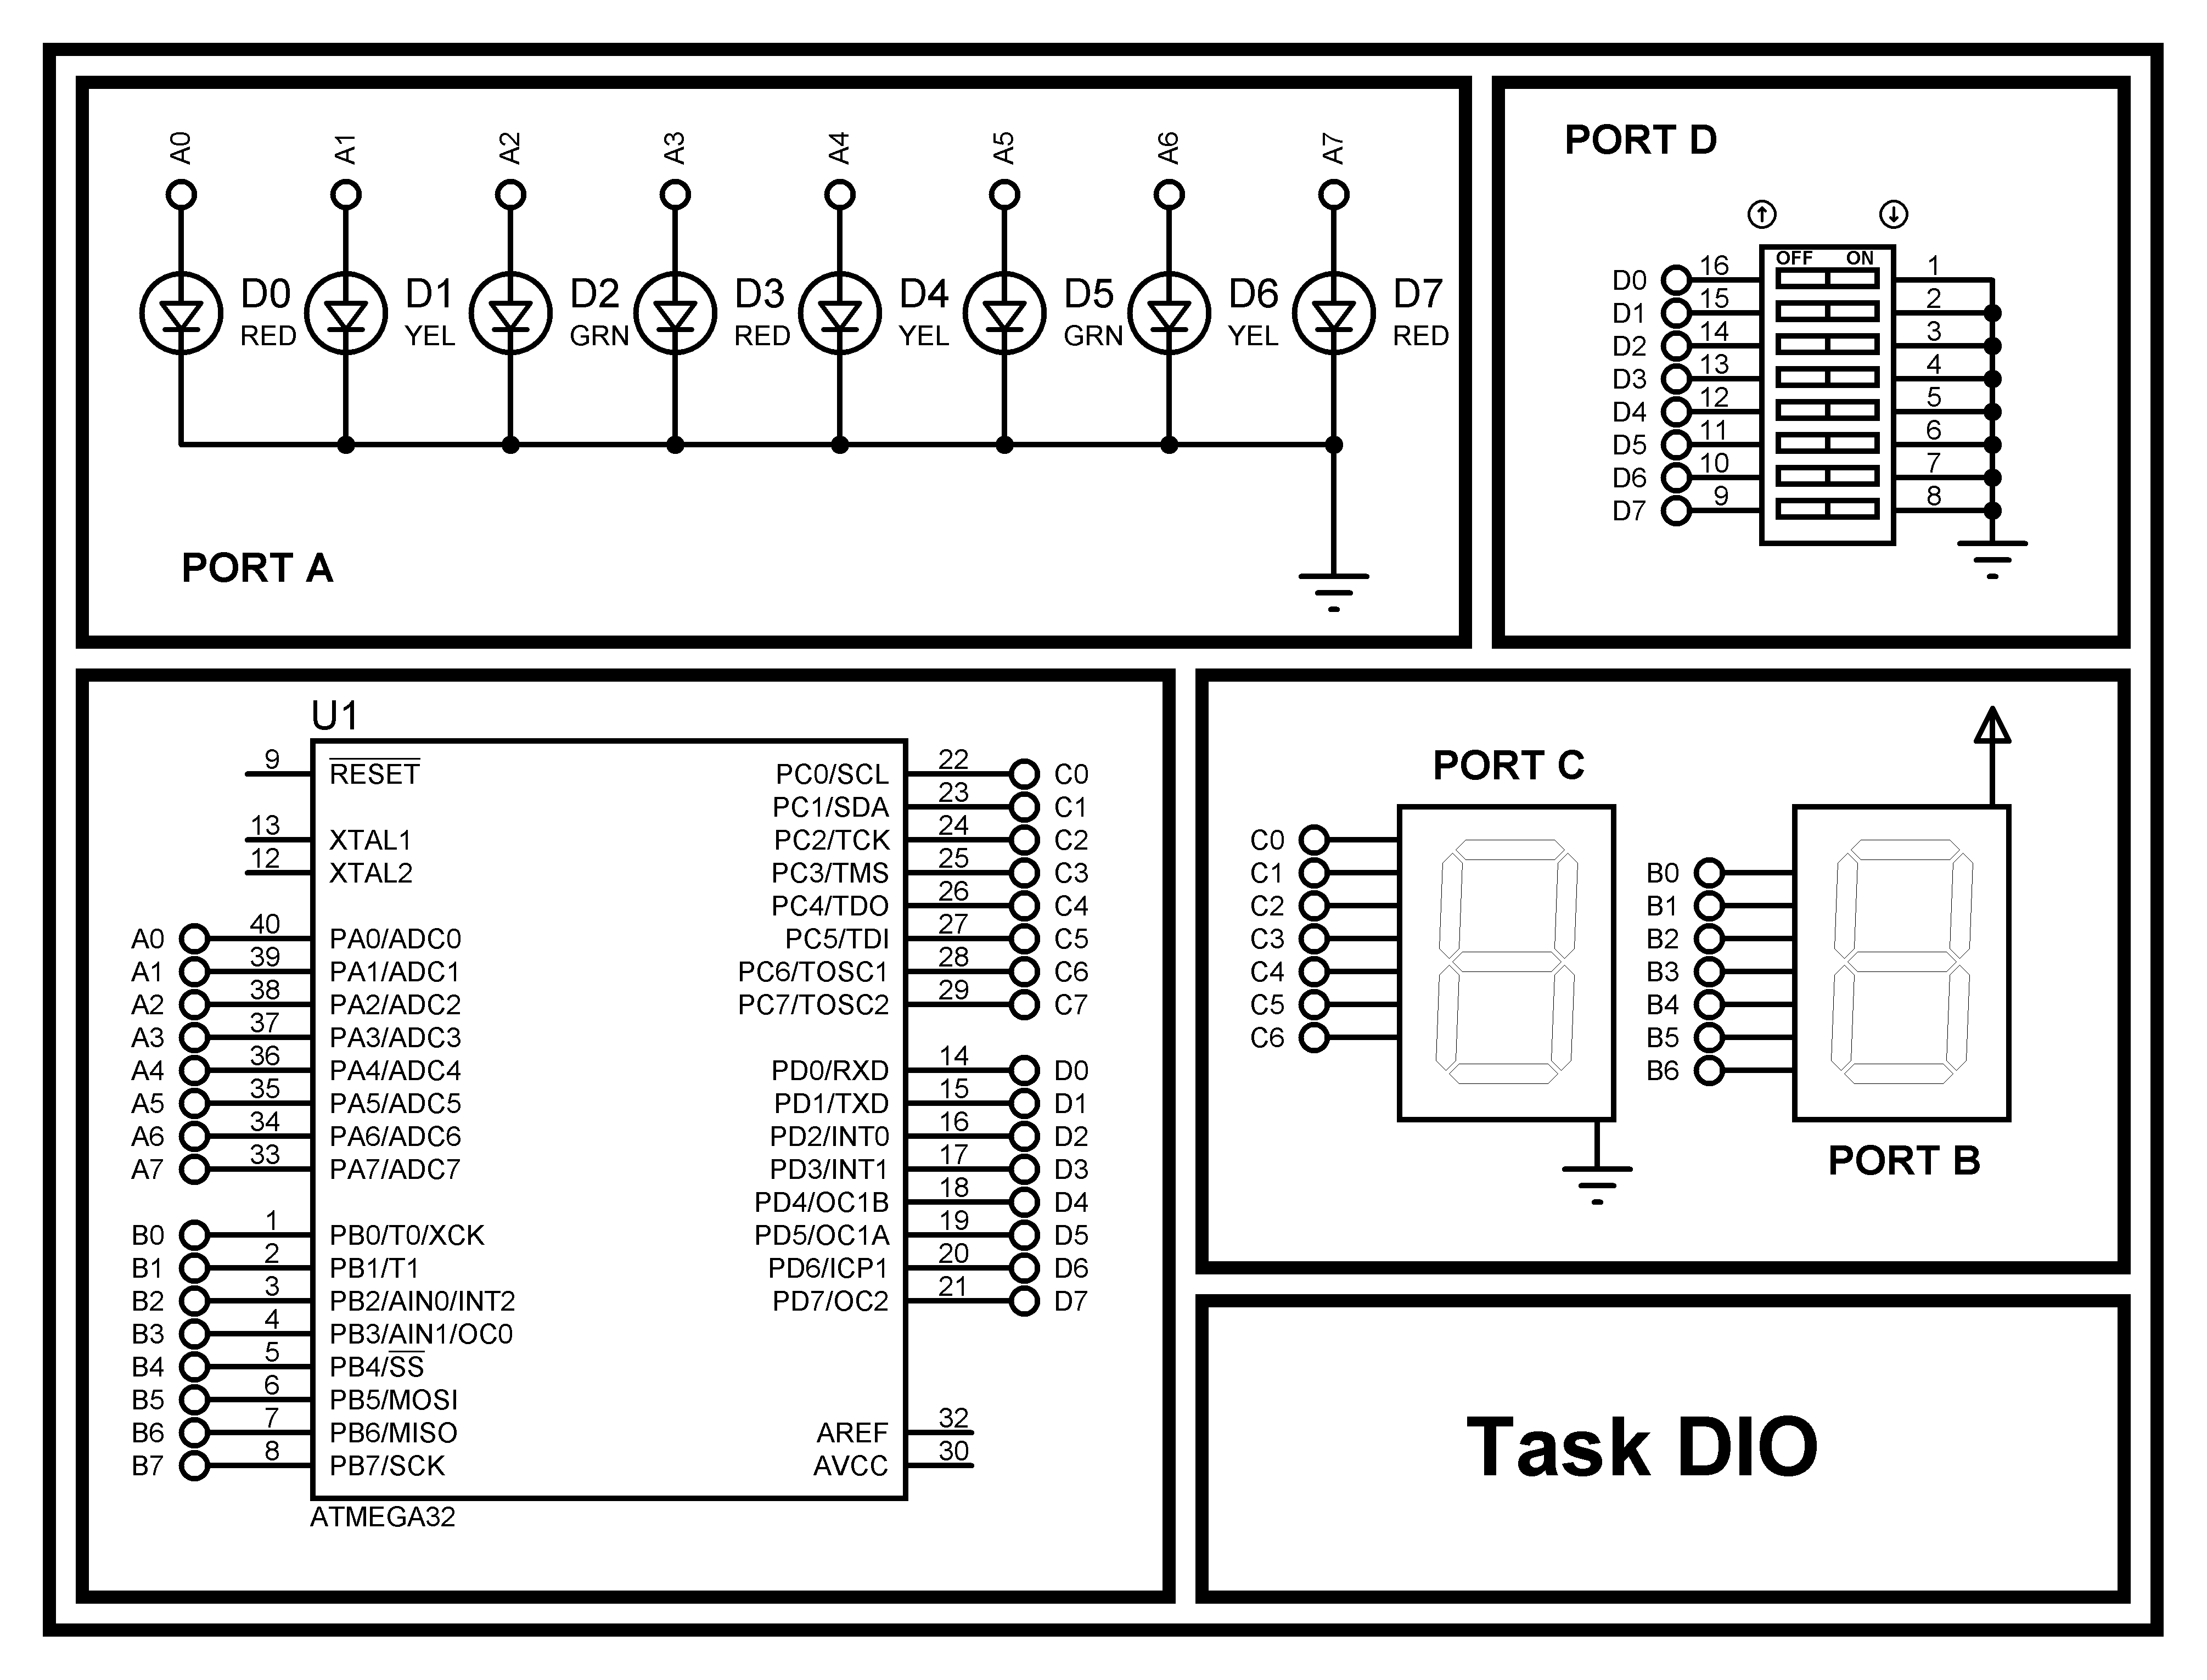 A0 A1 A2 A3 A4 A5 A6 A7
D0 D1 D2 D3 D4 D5 D6 D7
RED YEL GRN RED YEL GRN YEL RED
PORT A
PORT D
OFF ON
D0 16 1
D1 15 2
D2 14 3
D3 13 4
D4 12 5
D5 11 6
D6 10 7
D7 9 8
U1
9 RESET
13 XTAL1
12 XTAL2
A0 40 PA0/ADC0
A1 39 PA1/ADC1
A2 38 PA2/ADC2
A3 37 PA3/ADC3
A4 36 PA4/ADC4
A5 35 PA5/ADC5
A6 34 PA6/ADC6
A7 33 PA7/ADC7
B0 1 PB0/T0/XCK
B1 2 PB1/T1
B2 3 PB2/AIN0/INT2
B3 4 PB3/AIN1/OC0
B4 5 PB4/SS
B5 6 PB5/MOSI
B6 7 PB6/MISO
B7 8 PB7/SCK
PC0/SCL 22 C0
PC1/SDA 23 C1
PC2/TCK 24 C2
PC3/TMS 25 C3
PC4/TDO 26 C4
PC5/TDI 27 C5
PC6/TOSC1 28 C6
PC7/TOSC2 29 C7
PD0/RXD 14 D0
PD1/TXD 15 D1
PD2/INT0 16 D2
PD3/INT1 17 D3
PD4/OC1B 18 D4
PD5/OC1A 19 D5
PD6/ICP1 20 D6
PD7/OC2 21 D7
AREF 32
AVCC 30
ATMEGA32
PORT C
C0
C1
C2
C3
C4
C5
C6
B0
B1
B2
B3
B4
B5
B6
PORT B
Task DIO